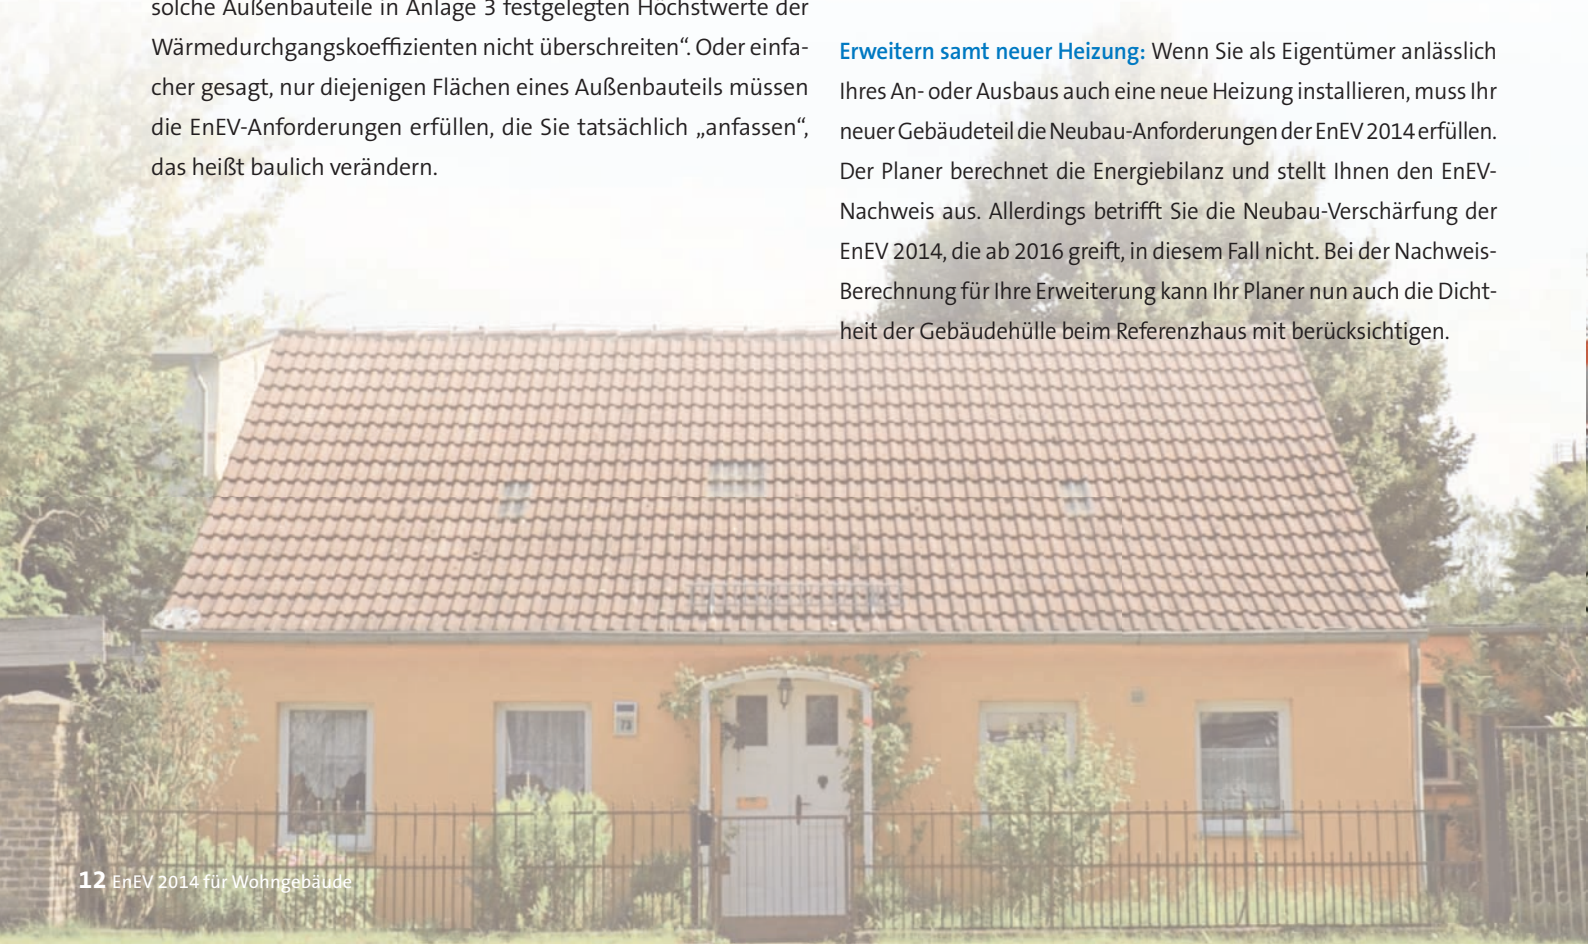 solche Außenbauteile in Anlage 3 festgelegten Höchstwerte der
Wärmedurchgangskoeffizienten nicht überschreiten“. Oder einfa-
cher gesagt, nur diejenigen Flächen eines Außenbauteils müssen
die EnEV-Anforderungen erfüllen, die Sie tatsächlich „anfassen“,
das heißt baulich verändern.
Erweitern samt neuer Heizung: Wenn Sie als Eigentümer anlässlich
Ihres An- oder Ausbaus auch eine neue Heizung installieren, muss Ihr
neuer Gebäudeteil die Neubau-Anforderungen der EnEV 2014 erfüllen.
Der Planer berechnet die Energiebilanz und stellt Ihnen den EnEV-
Nachweis aus. Allerdings betrifft Sie die Neubau-Verschärfung der
EnEV 2014, die ab 2016 greift, in diesem Fall nicht. Bei der Nachweis-
Berechnung für Ihre Erweiterung kann Ihr Planer nun auch die Dicht-
heit der Gebäudehülle beim Referenzhaus mit berücksichtigen.
73
12 EnEV 2014 für Wohngebäude